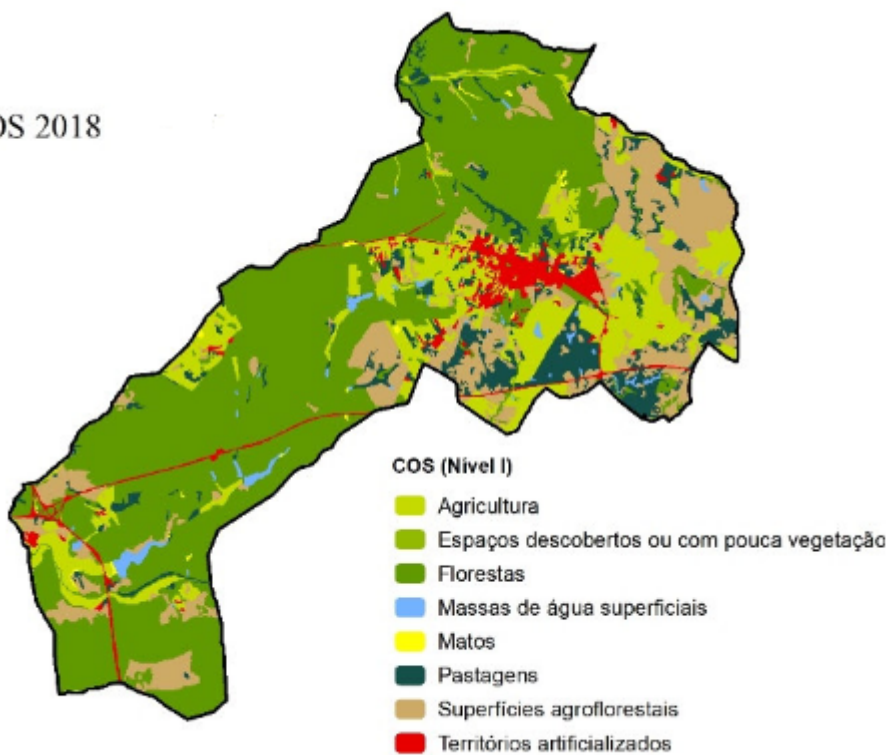 OS 2018
COS (Nível I)
Agricultura
Espaços descobertos ou com pouca vegetação
Florestas
Massas de água superficiais
Matos
Pastagens
Superfícies agroflorestais
Territórios artificializados